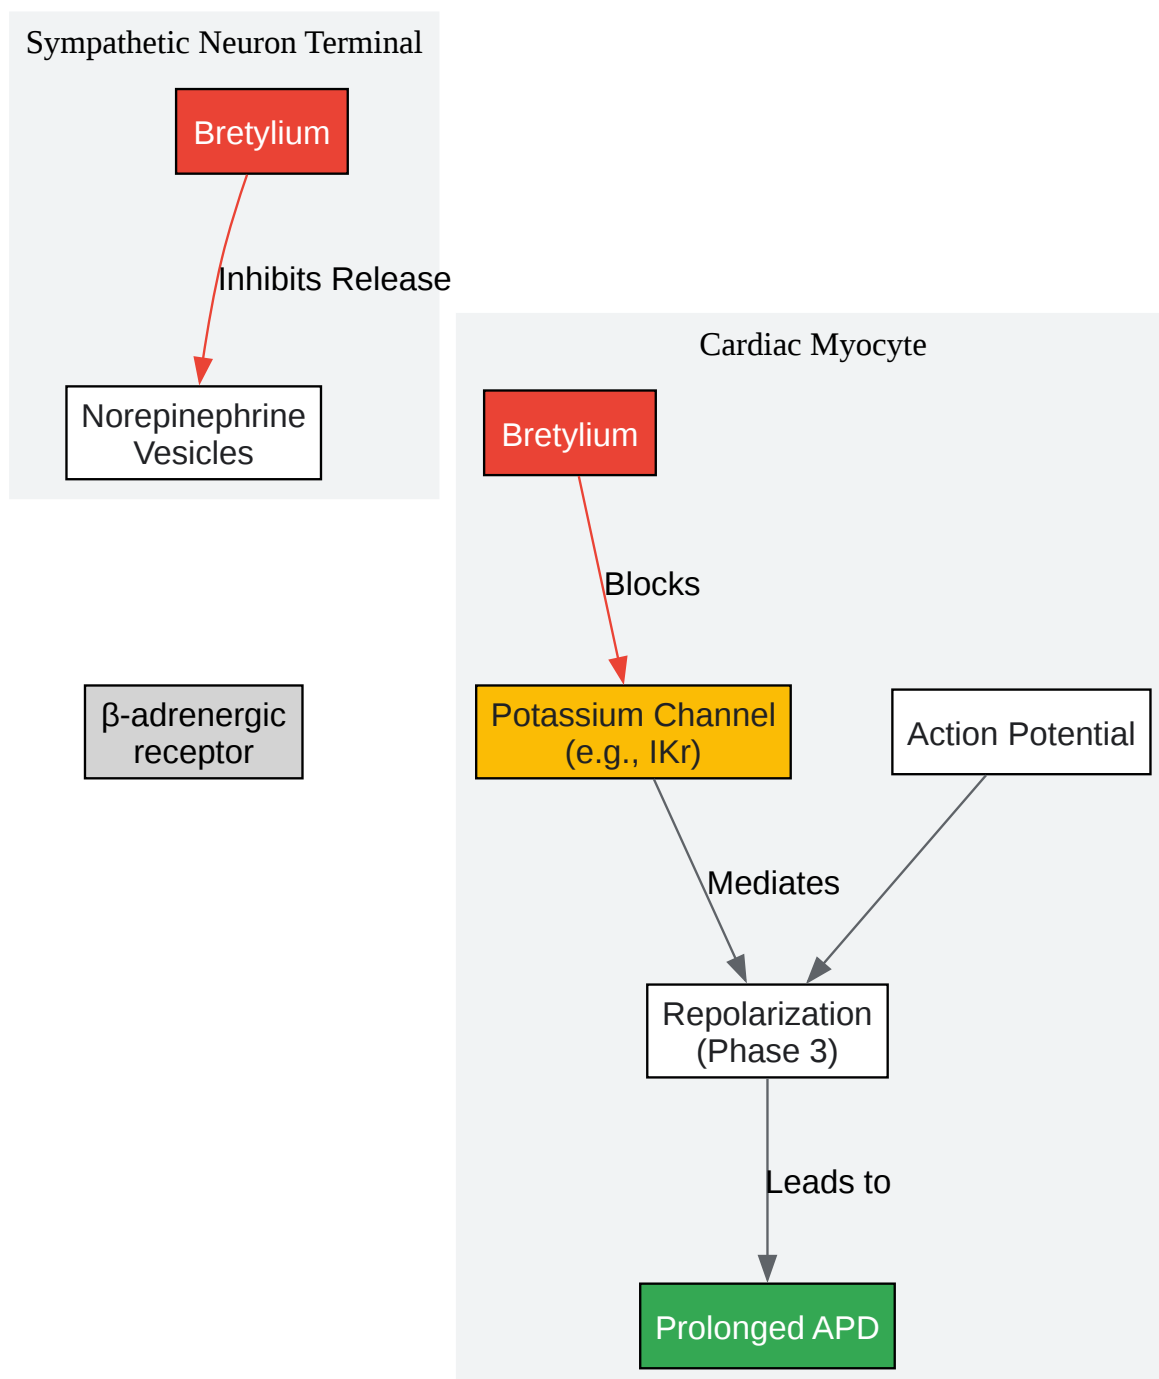 Sympathetic Neuron Terminal
Bretylium
Inhibits Release
Norepinephrine
Vesicles
β-adrenergic
receptor
Cardiac Myocyte
Bretylium
Blocks
Potassium Channel
(e.g., IKr)
Action Potential
Mediates
Repolarization
(Phase 3)
Leads to
Prolonged APD